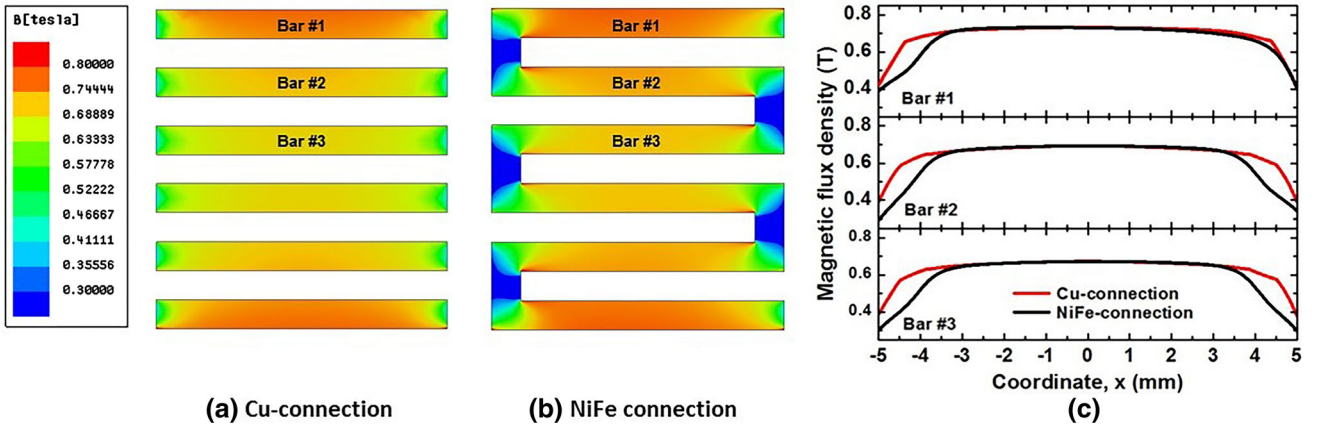 B[tesla]
0.80000
0.74444
0.68889
0.63333
0.57778
0.52222
0.46667
0.41111
0.35556
0.30000
Bar #1
Bar #2
Bar #3
(a) Cu-connection
Bar #1
Bar #2
Bar #3
(b) NiFe connection
Magnetic flux density (T)
0.8
0.6
0.4
Bar #1
0.8
0.6
0.4
Bar #2
0.8
0.6
0.4
Bar #3
Cu-connection
NiFe-connection
-5 -4 -3 -2 -1 0 1 2 3 4 5
Coordinate, x (mm)
(c)